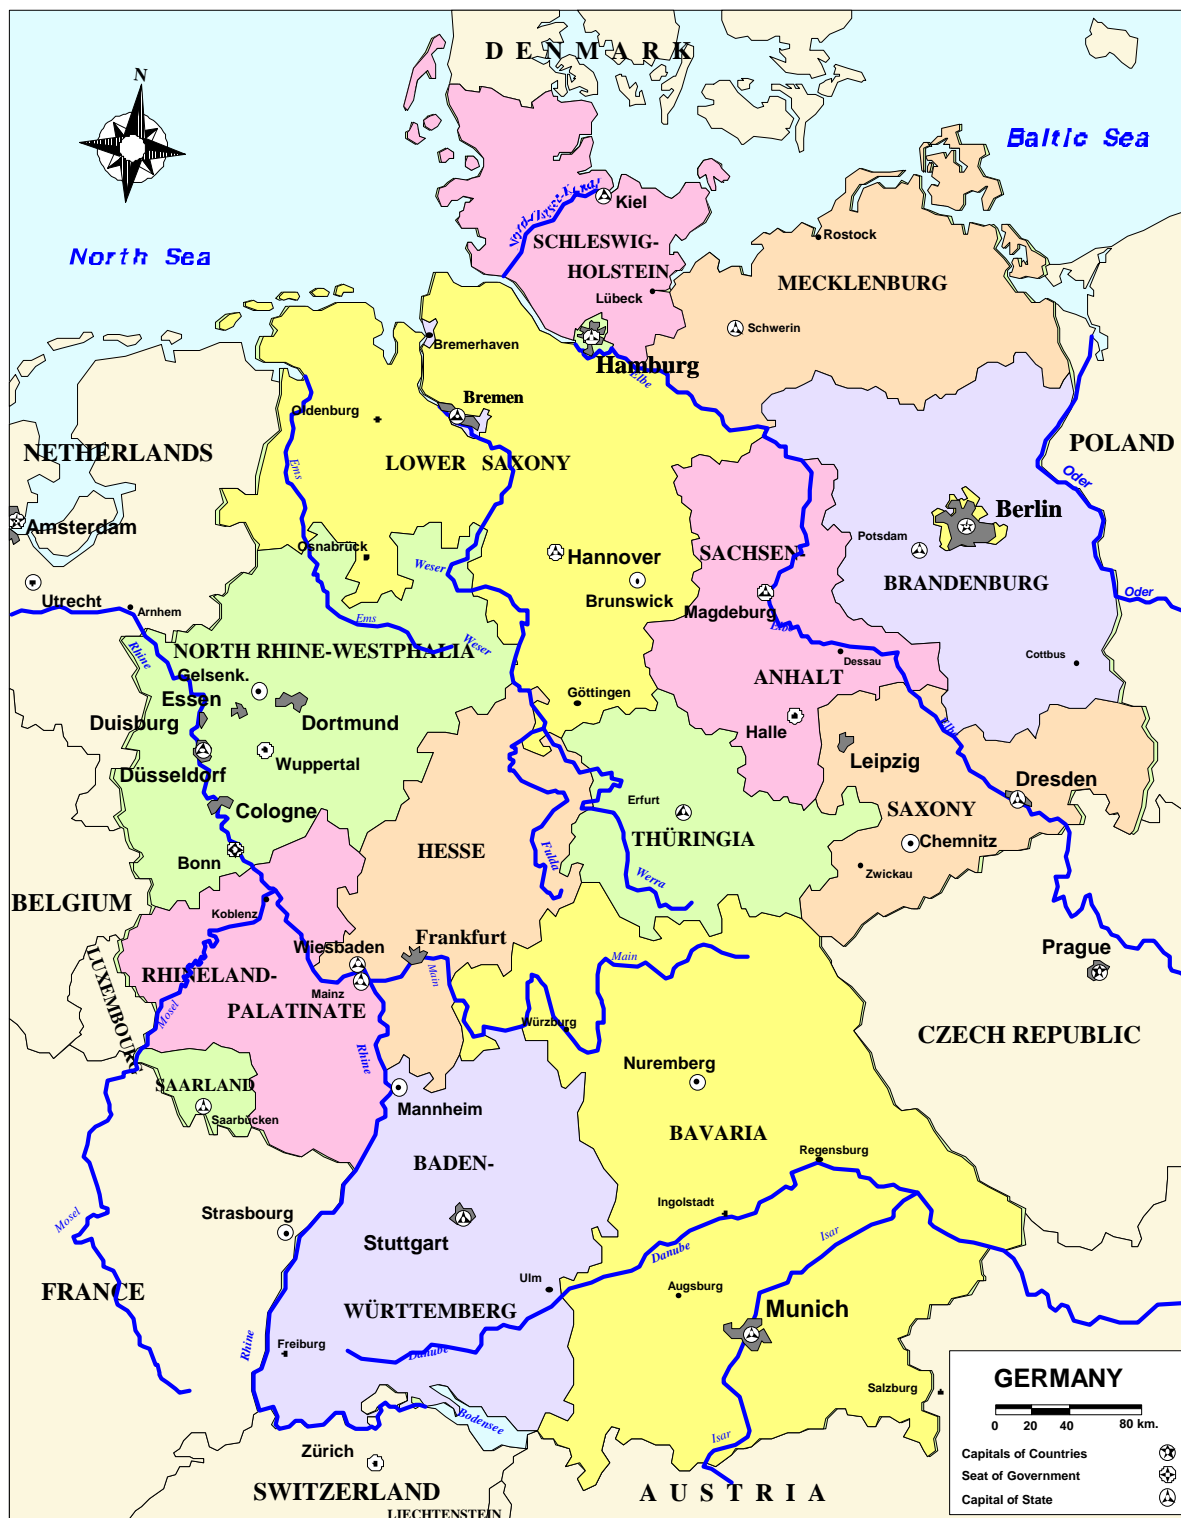 DENMARK
N
Baltic Sea
North Sea
Kiel
SCHLESWIG-
HOLSTEIN
Lübeck
Rostock
MECKLENBURG
Schwerin
Bremerhaven
Hamburg
Elbe
Bremen
Oldenburg
NETHERLANDS
LOWER SAXONY
POLAND
Ems
Oder
Amsterdam
Berlin
Potsdam
Osnabrück
Hannover
SACHSEN-
Weser
BRANDENBURG
Utrecht
Arnhem
Brunswick
Magdeburg
Oder
Ems
Elbe
Rhine
NORTH RHINE-WESTPHALIA
Weser
Dessau
Cottbus
Gelsenk.
ANHALT
Essen
Göttingen
Duisburg
Dortmund
Halle
Elbe
Leipzig
Wuppertal
Düsseldorf
Dresden
Erfurt
Cologne
SAXONY
THÜRINGIA
Chemnitz
HESSE
Bonn
Fulda
Werra
Zwickau
BELGIUM
Koblenz
Wiesbaden
Frankfurt
Prague
LUXEMBOURG
RHINELAND-
Main
Main
Mainz
PALATINATE
Mosel
Würzburg
CZECH REPUBLIC
Rhine
Nuremberg
SAARLAND
Mannheim
Saarbücken
BAVARIA
BADEN-
Regensburg
Mosel
Strasbourg
Ingolstadt
Isar
Stuttgart
Danube
FRANCE
Ulm
Augsburg
WÜRTTEMBERG
Munich
Rhine
Freiburg
Danube
Salzburg
GERMANY
0 20 40 80 km.
Bodensee
Isar
Zürich
Capitals of Countries
Seat of Government
Capital of State
SWITZERLAND
AUSTRIA
LIECHTENSTEIN